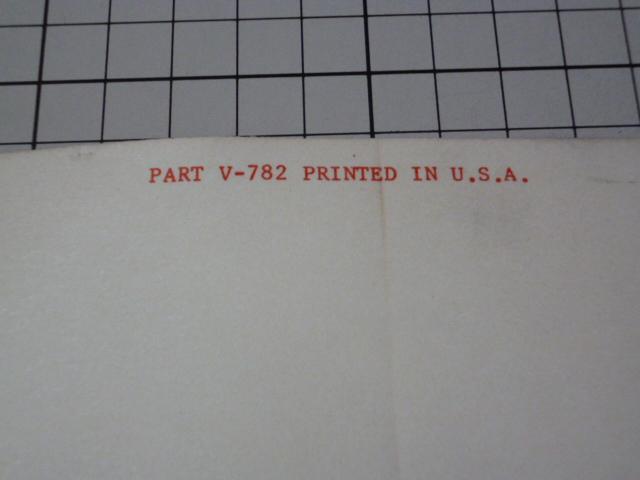 PART V-782 PRINTED IN U.S.A.